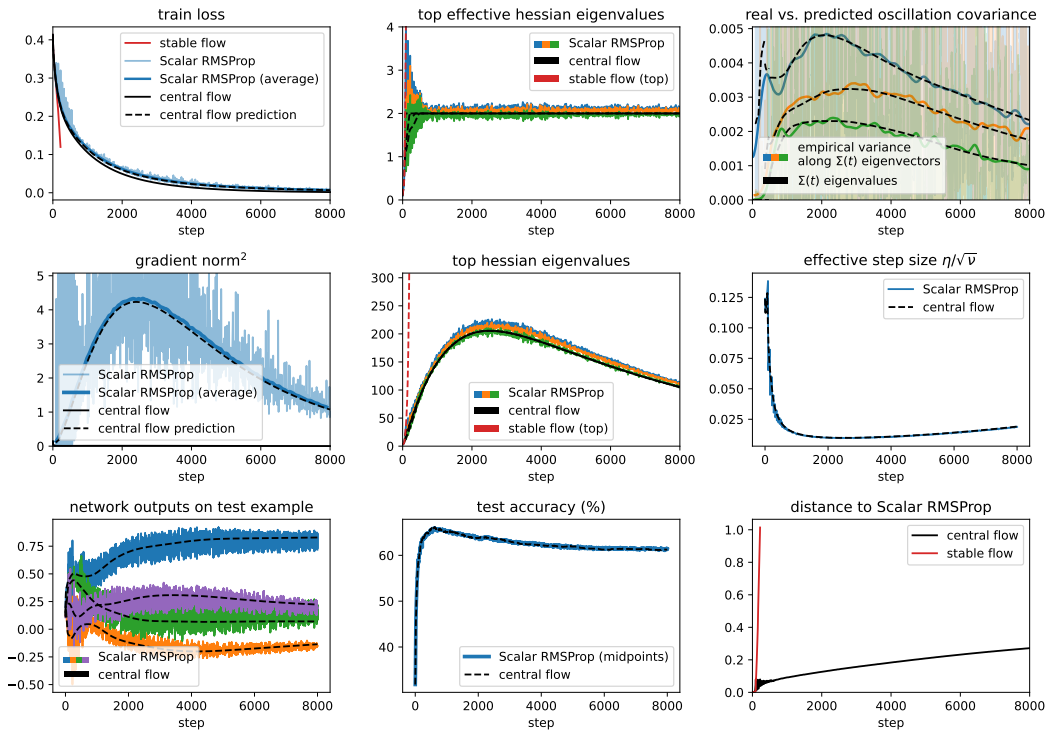 train loss
0.4
0.3
0.2
0.1
0.0
stable flow
Scalar RMSProp
Scalar RMSProp (average)
central flow
central flow prediction
0 2000 4000 6000 8000
step
top effective hessian eigenvalues
4
3
2
1
0
Scalar RMSProp
central flow
stable flow (top)
0 2000 4000 6000 8000
step
real vs. predicted oscillation covariance
0.005
0.004
0.003
0.002
0.001
0.000
empirical variance
along Σ(t) eigenvectors
Σ(t) eigenvalues
0 2000 4000 6000 8000
step
gradient norm²
5
4
3
2
1
0
Scalar RMSProp
Scalar RMSProp (average)
central flow
central flow prediction
0 2000 4000 6000 8000
step
top hessian eigenvalues
300
250
200
150
100
50
0
Scalar RMSProp
central flow
stable flow (top)
0 2000 4000 6000 8000
step
effective step size η/√ν
0.125
0.100
0.075
0.050
0.025
Scalar RMSProp
central flow
0 2000 4000 6000 8000
step
network outputs on test example
0.75
0.50
0.25
0.00
−0.25
−0.50
Scalar RMSProp
central flow
0 2000 4000 6000 8000
step
test accuracy (%)
60
50
40
Scalar RMSProp (midpoints)
central flow
0 2000 4000 6000 8000
step
distance to Scalar RMSProp
1.0
0.8
0.6
0.4
0.2
0.0
central flow
stable flow
0 2000 4000 6000 8000
step